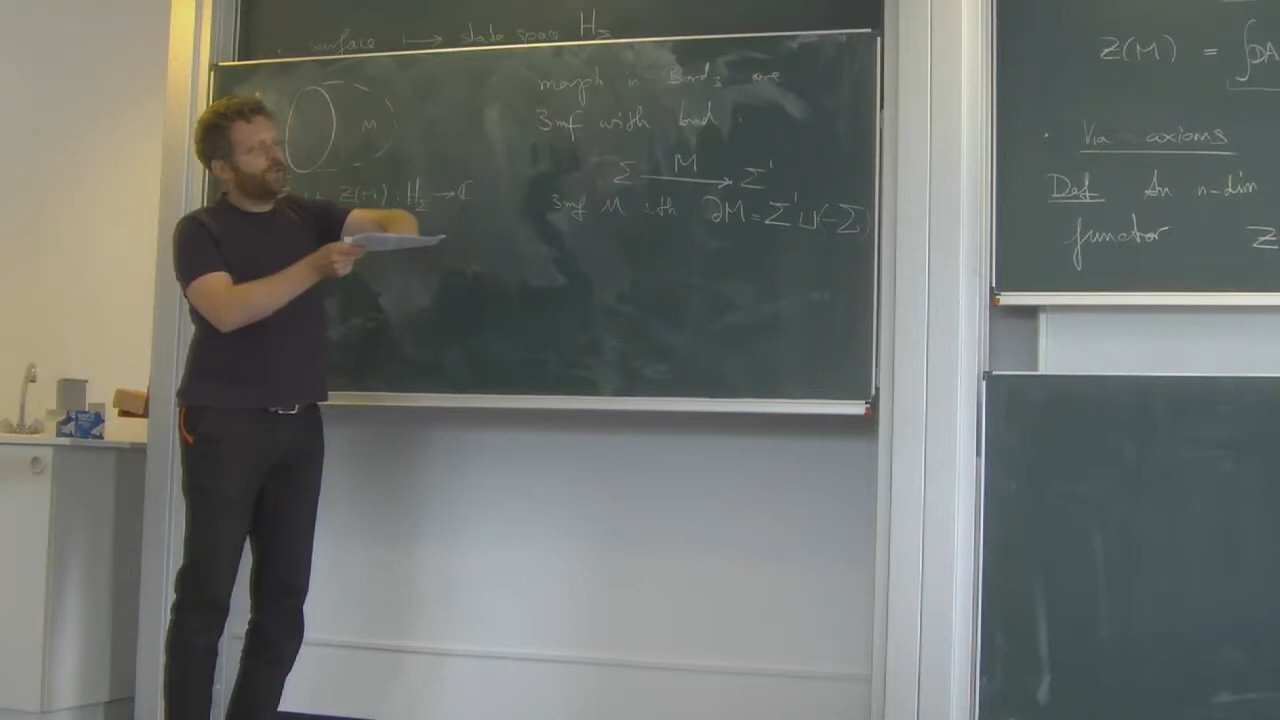 . surface ↦ state space H_Σ
M
Z(M) : H_Σ → ℂ
morph in Bord_3 are
3mf with bnd.
Σ —M→ Σ'
3mf M with ∂M = Σ' ⊔ (-Σ)
Z(M) = ∫DA
· Via axioms
Def An n-dim
functor Z